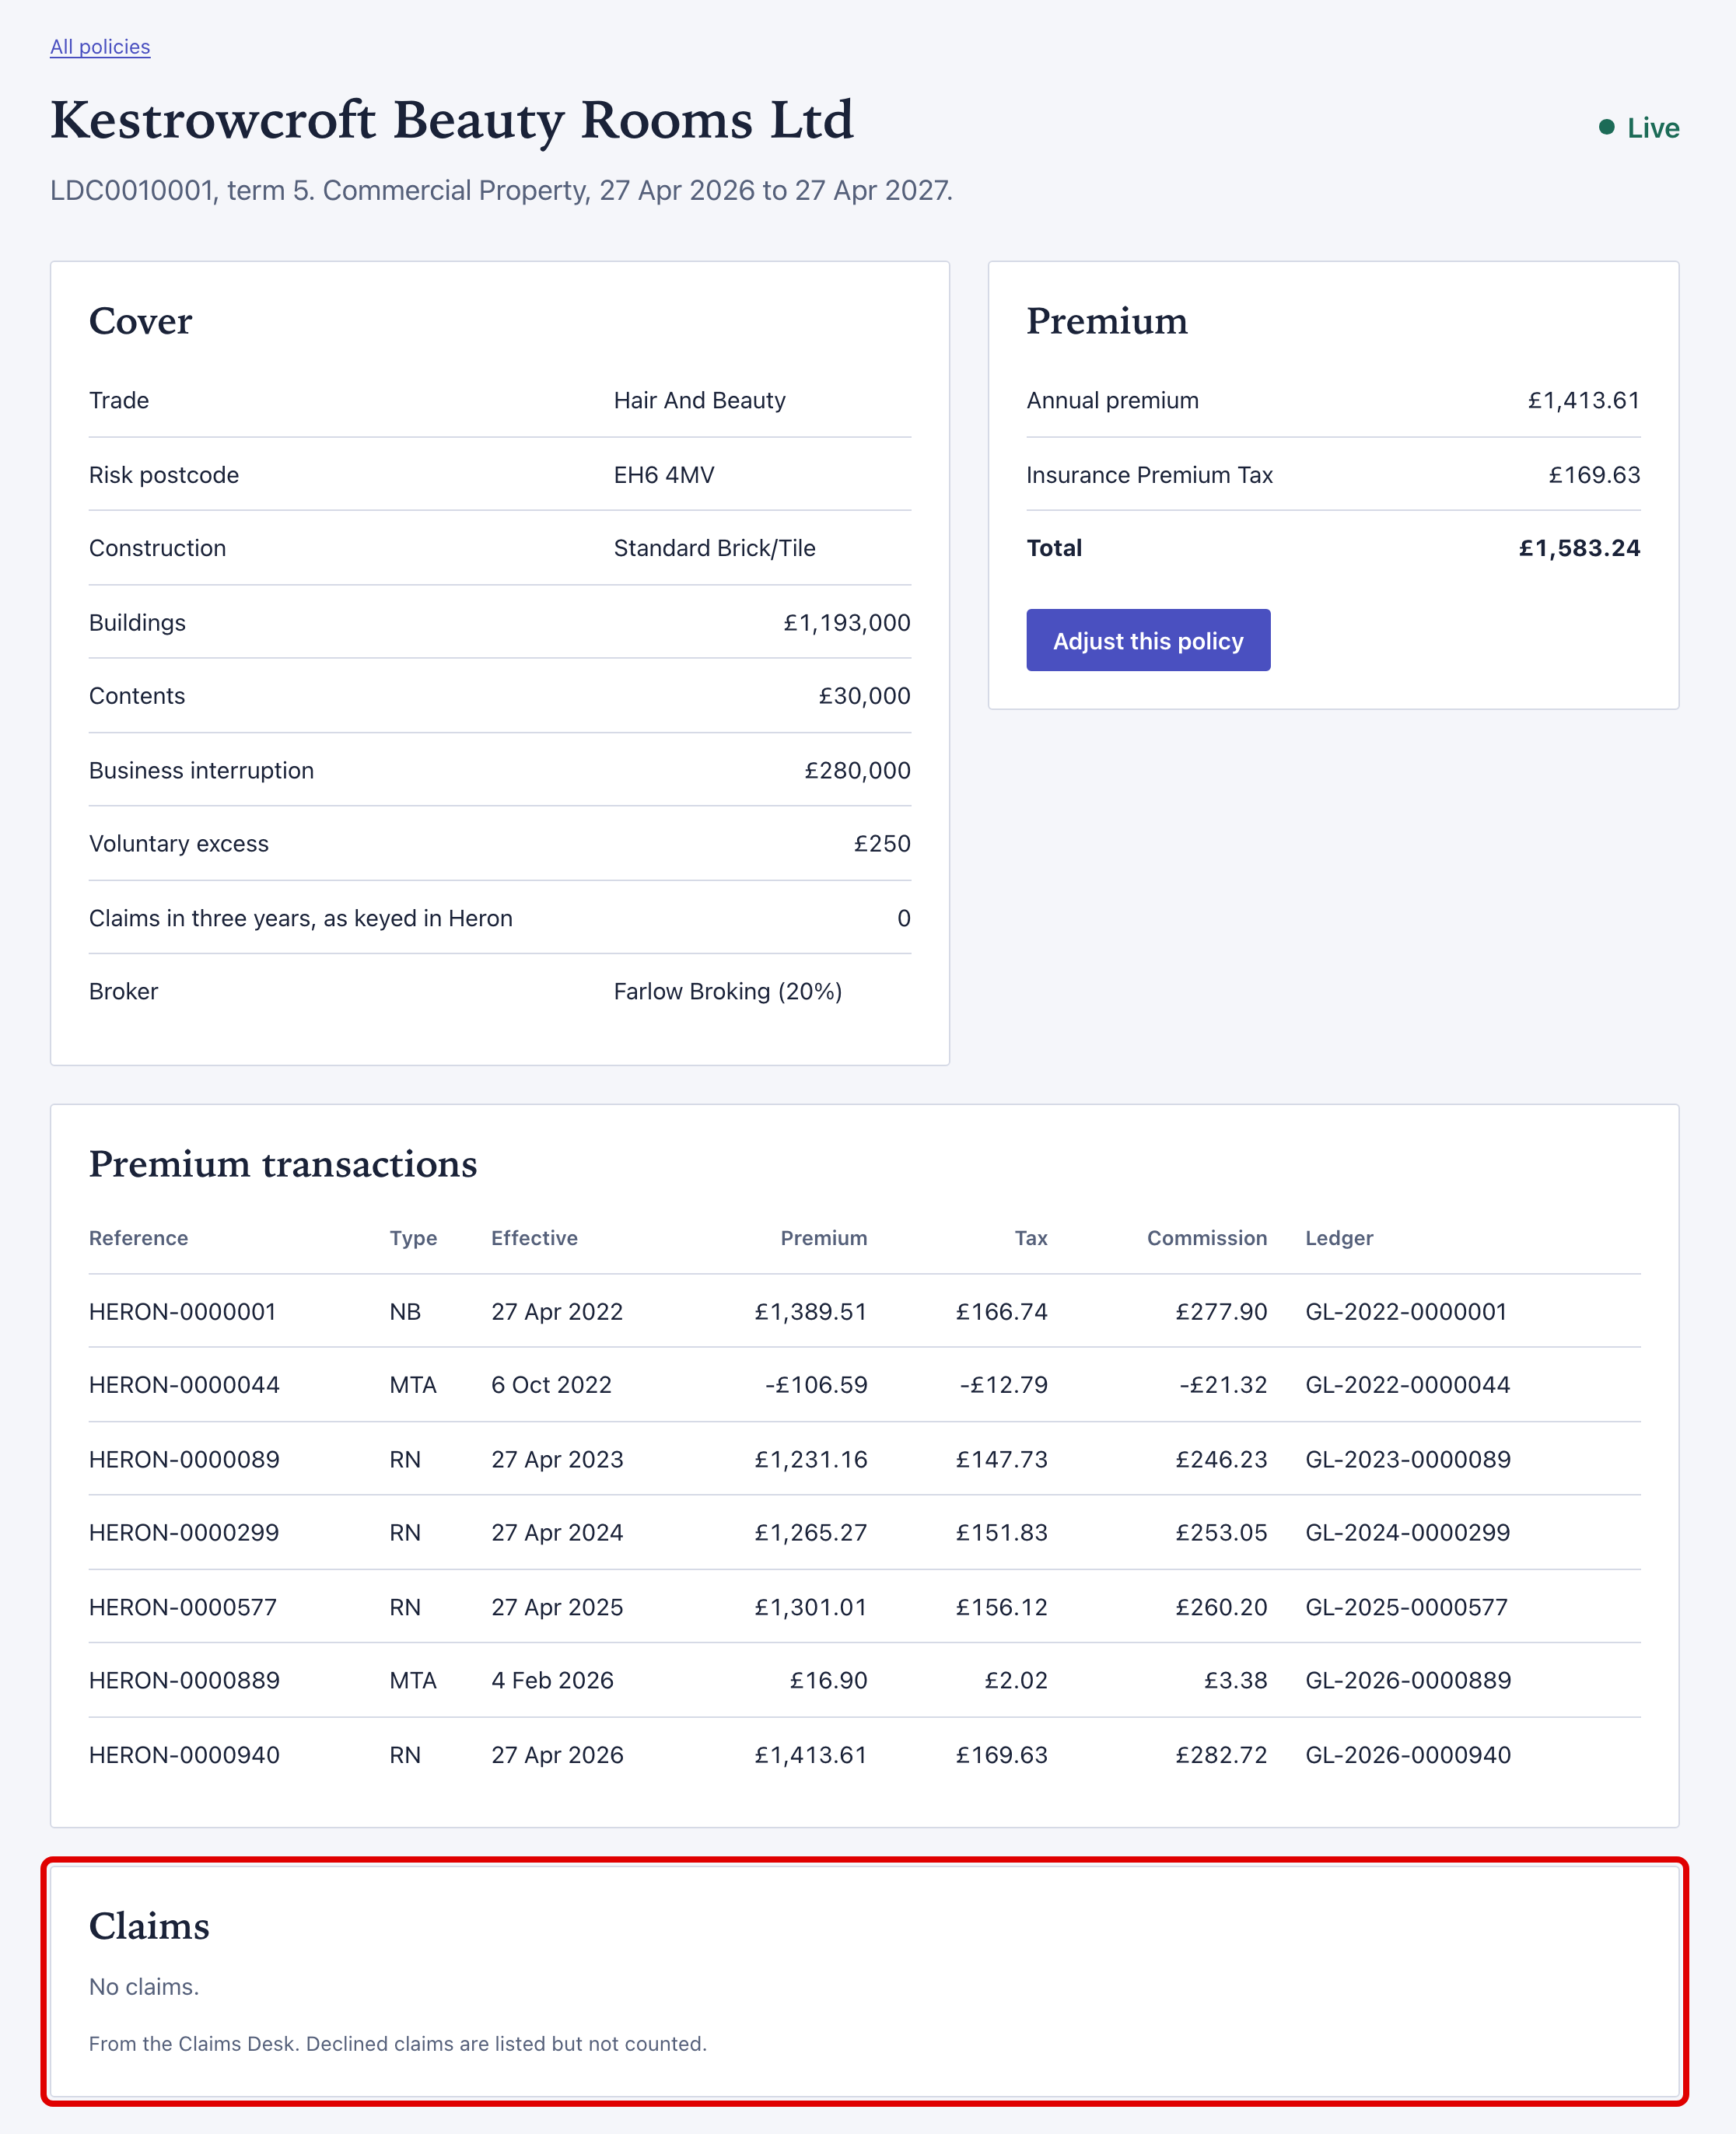 All policies
Kestrowcroft Beauty Rooms Ltd
Live
LDC0010001, term 5. Commercial Property, 27 Apr 2026 to 27 Apr 2027.
Cover
Trade Hair And Beauty
Risk postcode EH6 4MV
Construction Standard Brick/Tile
Buildings £1,193,000
Contents £30,000
Business interruption £280,000
Voluntary excess £250
Claims in three years, as keyed in Heron 0
Broker Farlow Broking (20%)
Premium
Annual premium £1,413.61
Insurance Premium Tax £169.63
Total £1,583.24
Adjust this policy
Premium transactions
Reference Type Effective Premium Tax Commission Ledger
HERON-0000001 NB 27 Apr 2022 £1,389.51 £166.74 £277.90 GL-2022-0000001
HERON-0000044 MTA 6 Oct 2022 -£106.59 -£12.79 -£21.32 GL-2022-0000044
HERON-0000089 RN 27 Apr 2023 £1,231.16 £147.73 £246.23 GL-2023-0000089
HERON-0000299 RN 27 Apr 2024 £1,265.27 £151.83 £253.05 GL-2024-0000299
HERON-0000577 RN 27 Apr 2025 £1,301.01 £156.12 £260.20 GL-2025-0000577
HERON-0000889 MTA 4 Feb 2026 £16.90 £2.02 £3.38 GL-2026-0000889
HERON-0000940 RN 27 Apr 2026 £1,413.61 £169.63 £282.72 GL-2026-0000940
Claims
No claims.
From the Claims Desk. Declined claims are listed but not counted.